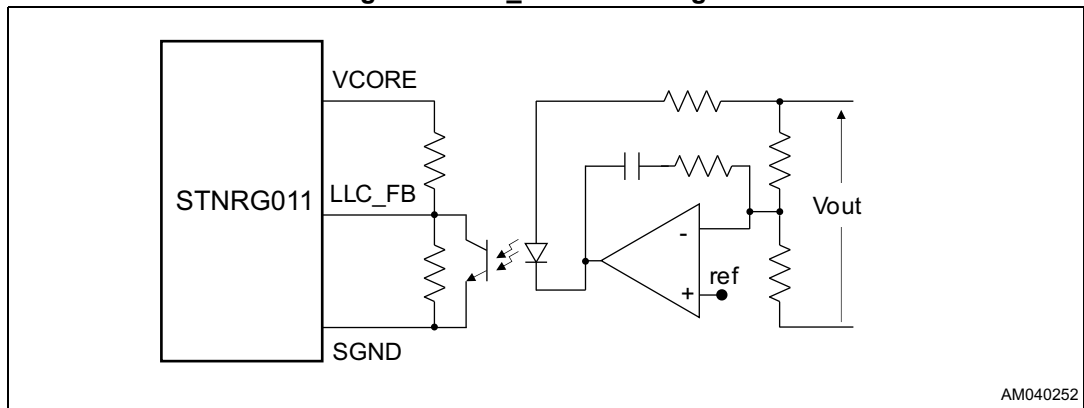 VCORE
STNRG011
LLC_FB
SGND
-
+
ref
Vout
AM040252